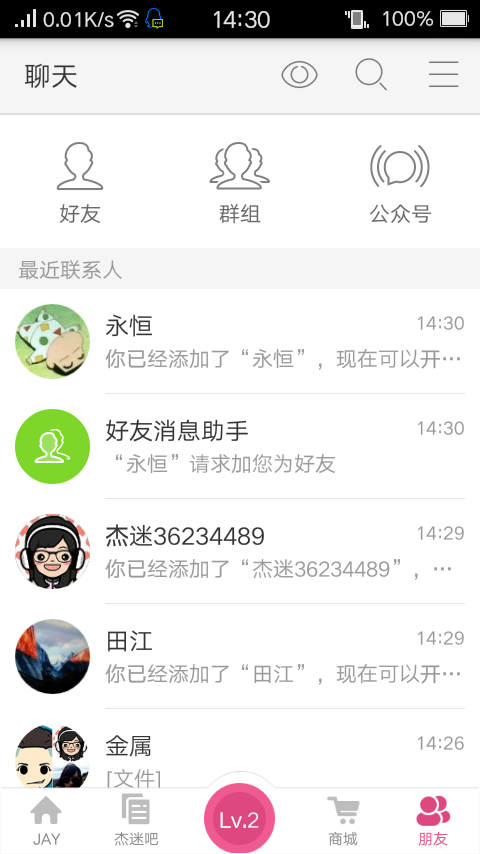 0.01K/s 14:30 100%
聊天
好友 群组 公众号
最近联系人
永恒 14:30
你已经添加了“永恒”，现在可以开…
好友消息助手 14:30
“永恒”请求加您为好友
杰迷36234489 14:29
你已经添加了“杰迷36234489”，…
田江 14:29
你已经添加了“田江”，现在可以开…
金属 14:26
[文件]
JAY 杰迷吧 Lv.2 商城 朋友